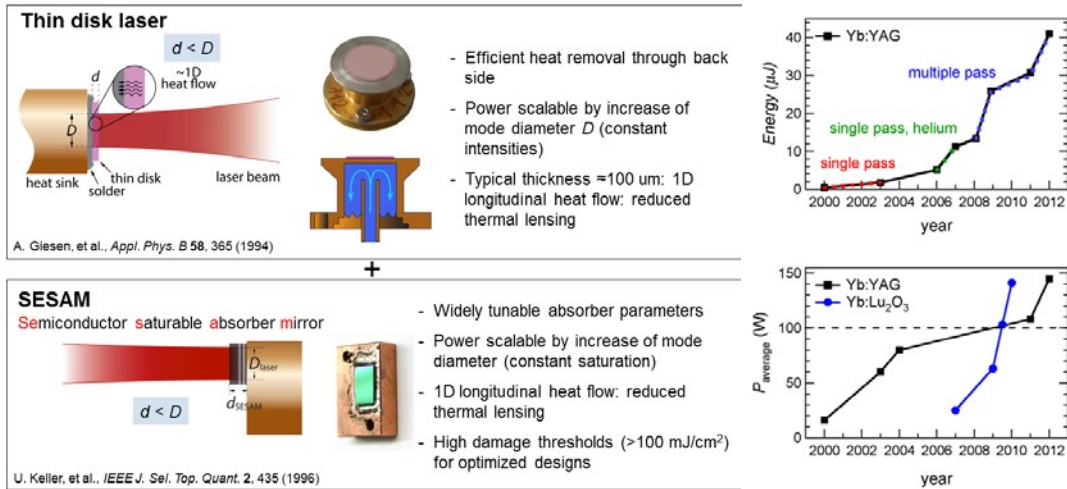 Thin disk laser
d < D
d
~1D
heat flow
D
thin disk
heat sink
solder
laser beam
- Efficient heat removal through back
side
- Power scalable by increase of
mode diameter D (constant
intensities)
- Typical thickness ≈100 um: 1D
longitudinal heat flow: reduced
thermal lensing
A. Giesen, et al., Appl. Phys. B 58, 365 (1994)
+
SESAM
Semiconductor saturable absorber mirror
Dlaser
d < D
dSESAM
- Widely tunable absorber parameters
- Power scalable by increase of mode
diameter (constant saturation)
- 1D longitudinal heat flow: reduced
thermal lensing
- High damage thresholds (>100 mJ/cm²)
for optimized designs
U. Keller, et al., IEEE J. Sel. Top. Quant. 2, 435 (1996)
Yb:YAG
multiple pass
single pass, helium
single pass
Energy (μJ)
40
30
20
10
0
2000 2002 2004 2006 2008 2010 2012
year
Yb:YAG
Yb:Lu₂O₃
Paverage (W)
150
100
50
0
2000 2002 2004 2006 2008 2010 2012
year